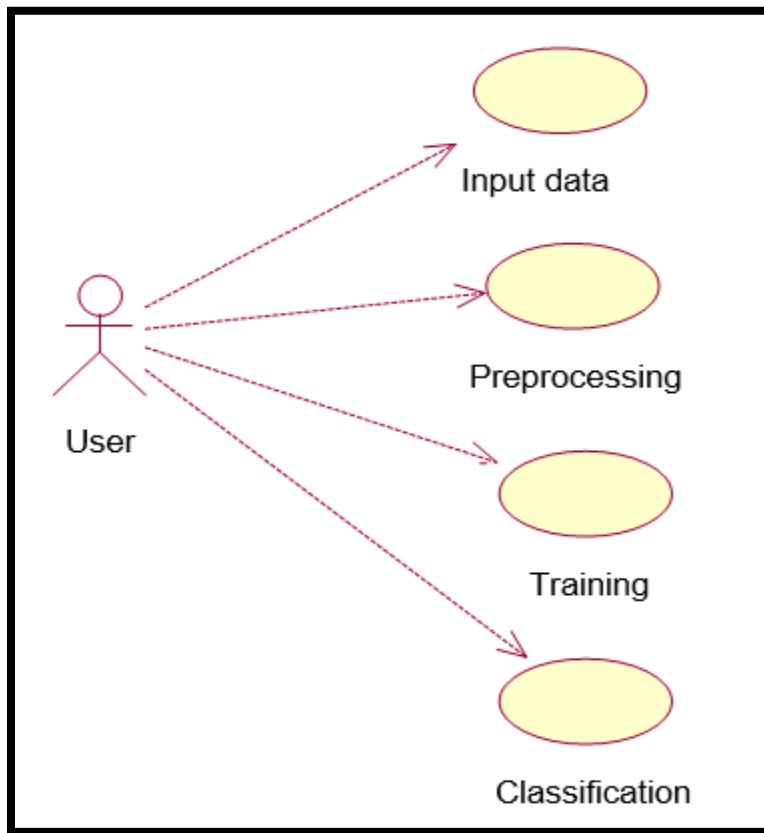 Input data
Preprocessing
User
Training
Classification